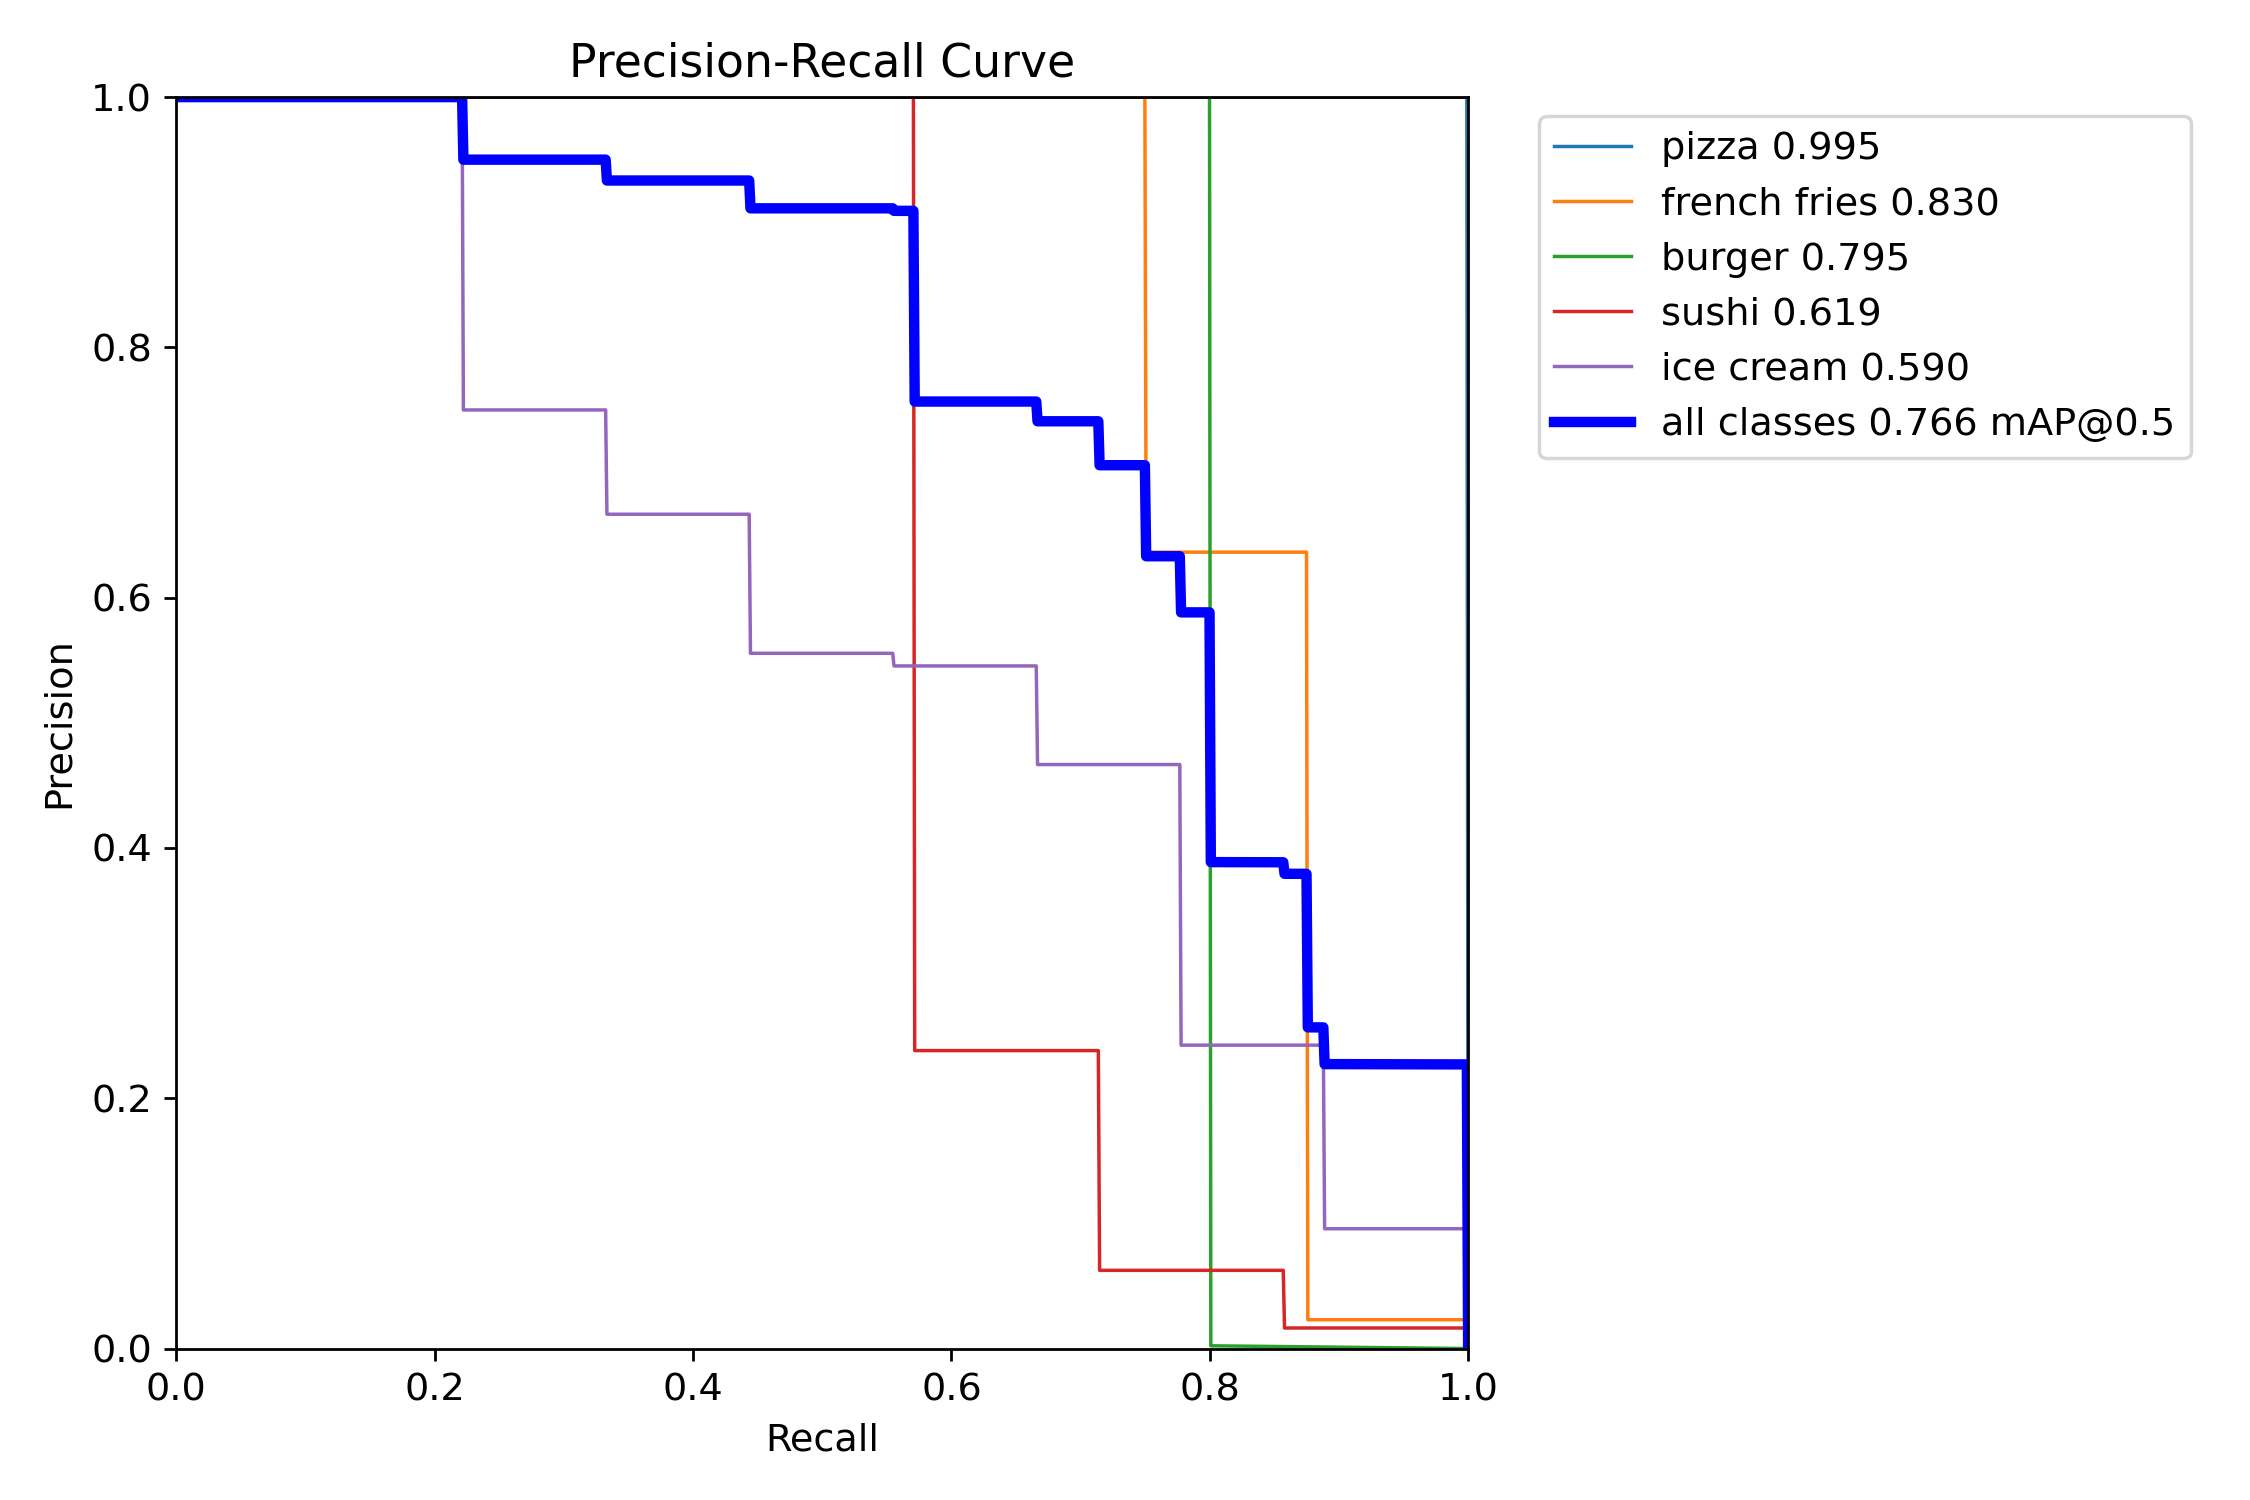 Precision-Recall Curve
1.0
0.8
0.6
0.4
0.2
0.0
Precision
0.0 0.2 0.4 0.6 0.8 1.0
Recall
pizza 0.995
french fries 0.830
burger 0.795
sushi 0.619
ice cream 0.590
all classes 0.766 mAP@0.5